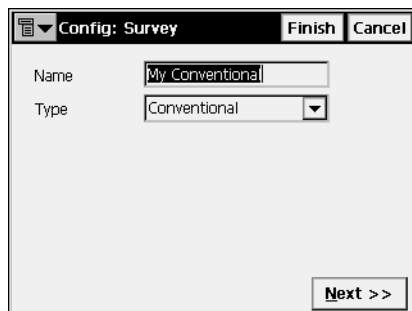 Config: Survey Finish Cancel
Name My Conventional
Type Conventional
Next >>